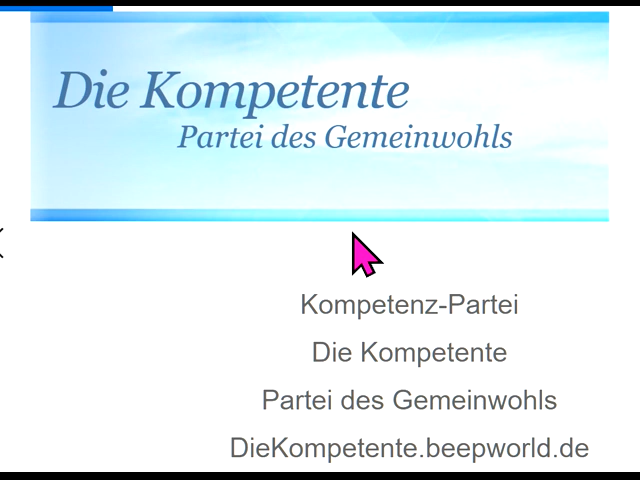 Die Kompetente
Partei des Gemeinwohls
Kompetenz-Partei
Die Kompetente
Partei des Gemeinwohls
DieKompetente.beepworld.de